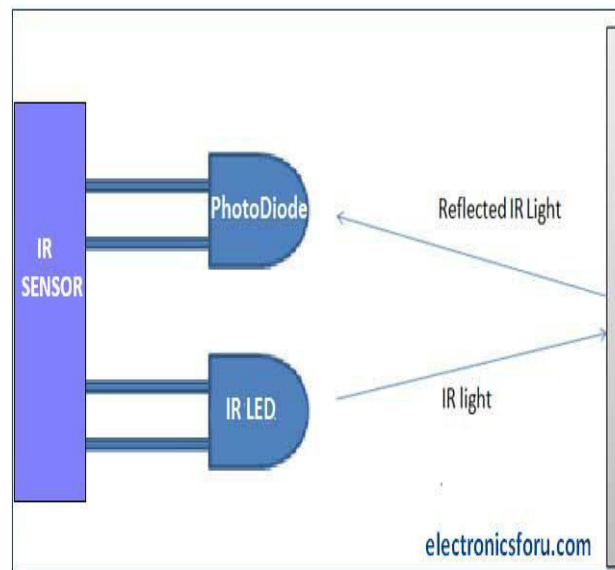 PhotoDiode
Reflected IR Light
IR
SENSOR
IR LED
IR light
electronicsforu.com